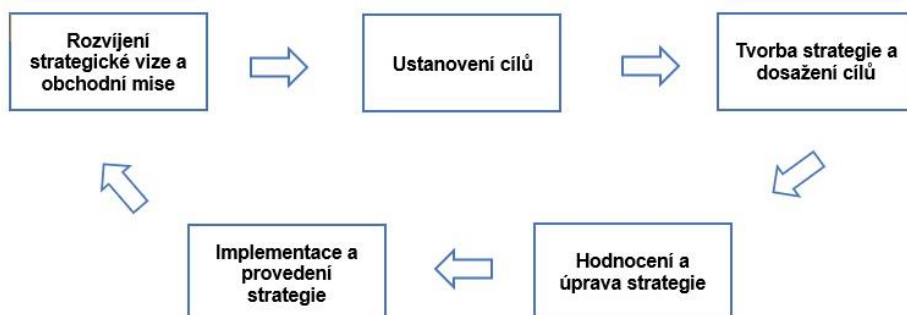 Rozvíjení
strategické vize a
obchodní mise
Ustanovení cílů
Tvorba strategie a
dosažení cílů
Hodnocení a
úprava strategie
Implementace a
provedení
strategie